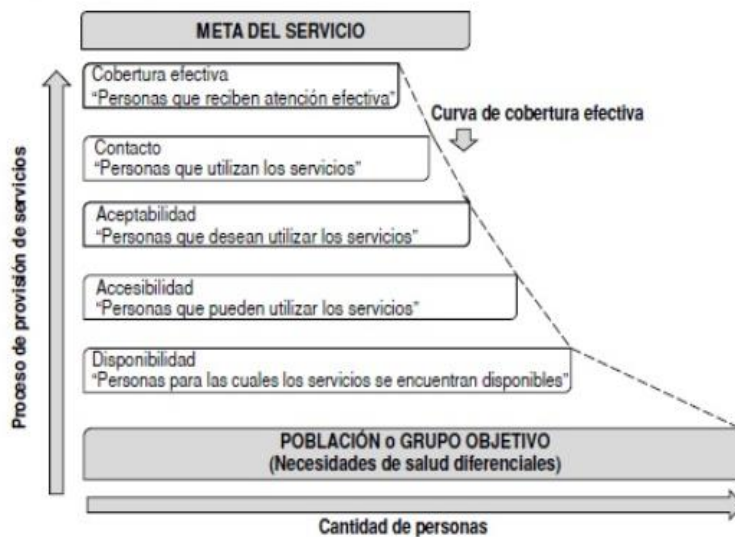 META DEL SERVICIO
Cobertura efectiva
“Personas que reciben atención efectiva”
Curva de cobertura efectiva
Contacto
“Personas que utilizan los servicios”
Aceptabilidad
“Personas que desean utilizar los servicios”
Accesibilidad
“Personas que pueden utilizar los servicios”
Disponibilidad
“Personas para las cuales los servicios se encuentran disponibles”
POBLACIÓN o GRUPO OBJETIVO
(Necesidades de salud diferenciales)
Proceso de provisión de servicios
Cantidad de personas